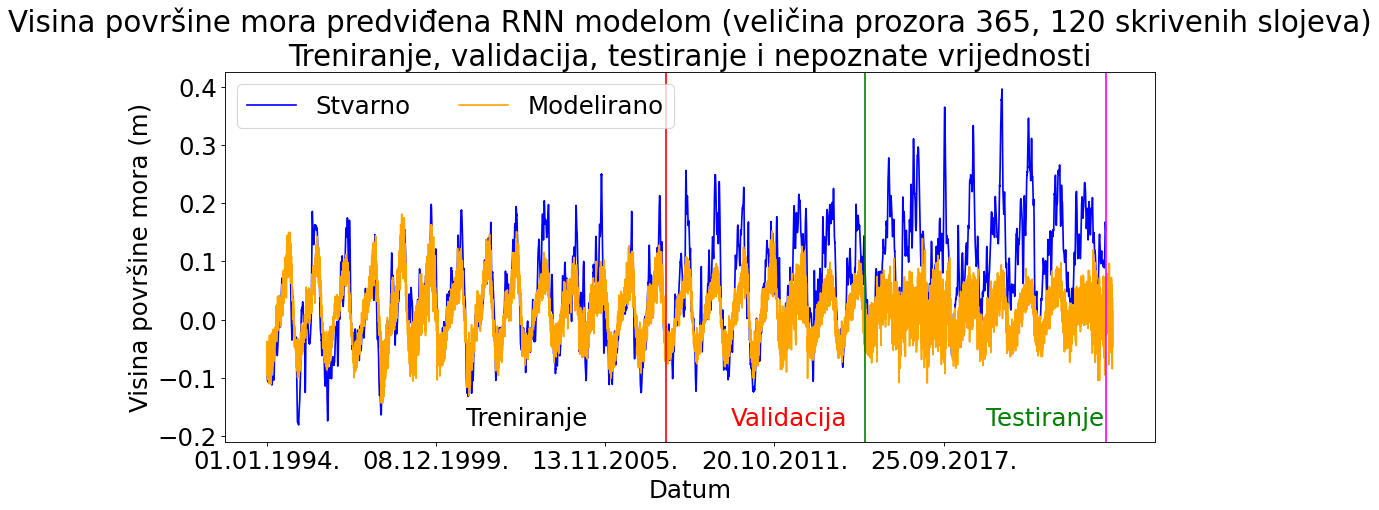 Visina površine mora predviđena RNN modelom (veličina prozora 365, 120 skrivenih slojeva)
Treniranje, validacija, testiranje i nepoznate vrijednosti
Stvarno Modelirano
Visina površine mora (m)
0.4
0.3
0.2
0.1
0.0
−0.1
−0.2
Treniranje Validacija Testiranje
01.01.1994. 08.12.1999. 13.11.2005. 20.10.2011. 25.09.2017.
Datum